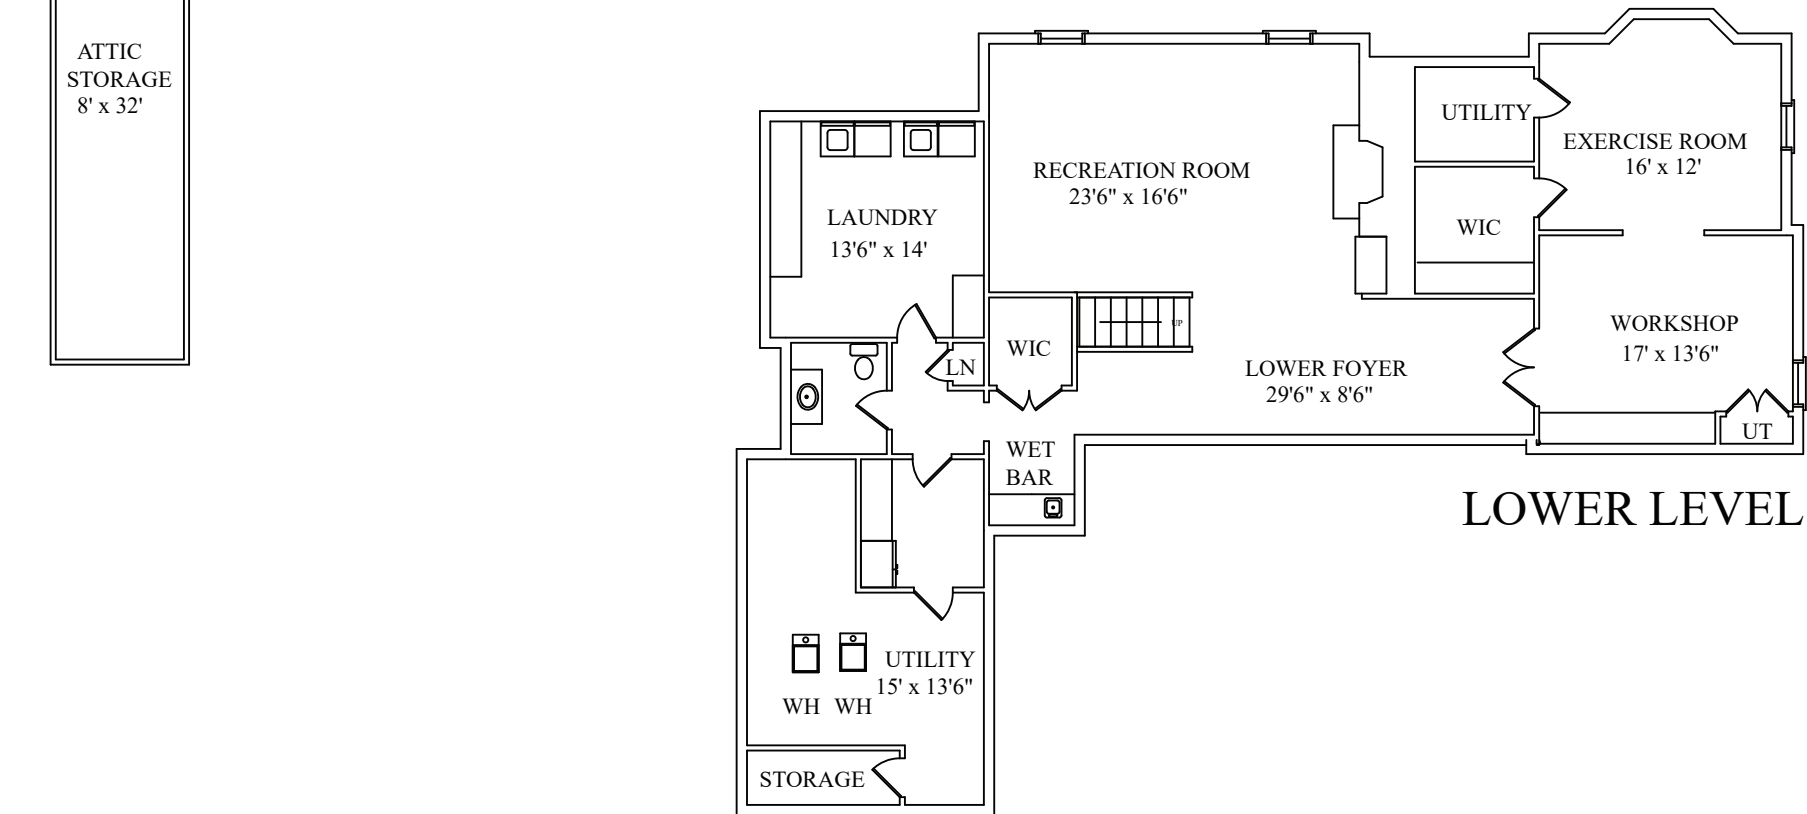 ATTIC
STORAGE
8' x 32'
UTILITY
EXERCISE ROOM
16' x 12'
RECREATION ROOM
23'6" x 16'6"
LAUNDRY
13'6" x 14'
WIC
UP
WORKSHOP
17' x 13'6"
WIC
LN
LOWER FOYER
29'6" x 8'6"
UT
WET
BAR
LOWER LEVEL
UTILITY
15' x 13'6"
WH WH
STORAGE